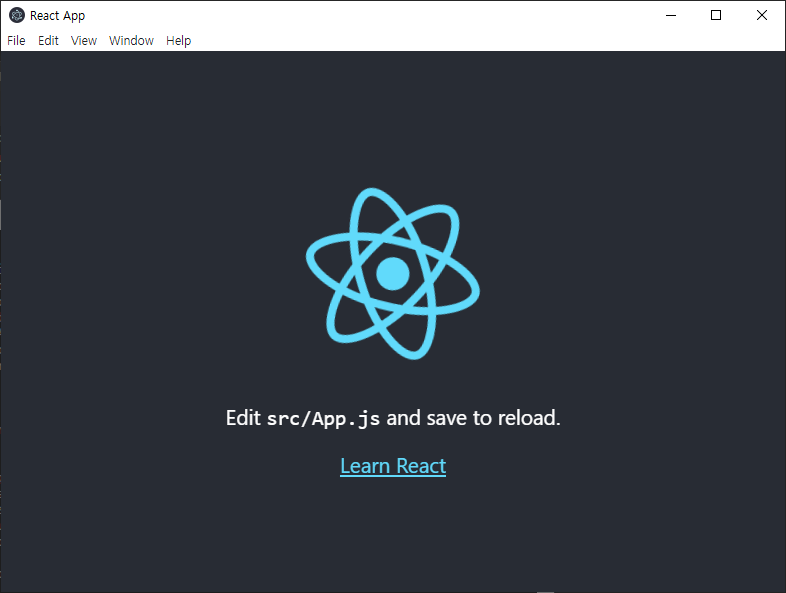 React App
File Edit View Window Help
Edit src/App.js and save to reload.
Learn React